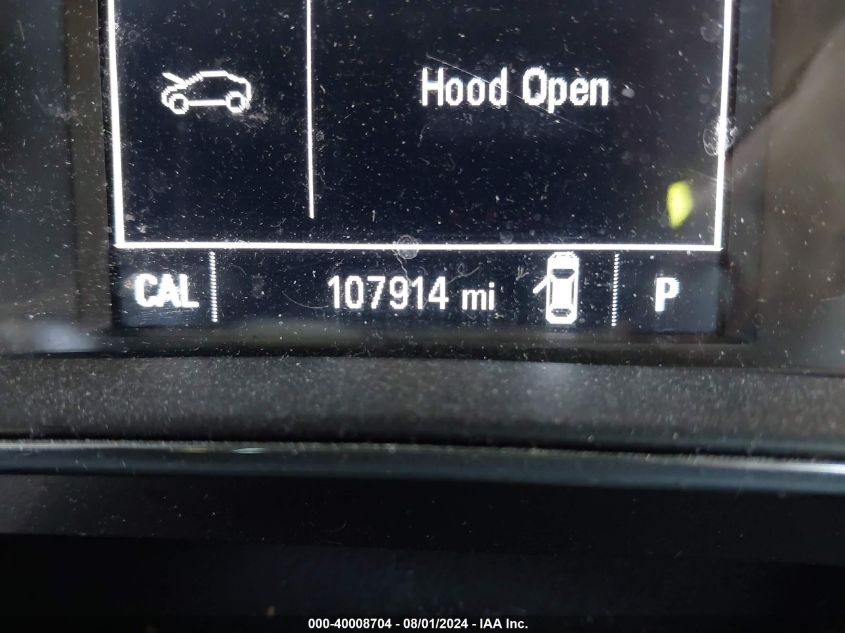 Hood Open
CAL 107914 mi P
000-40008704 - 08/01/2024 - IAA Inc.